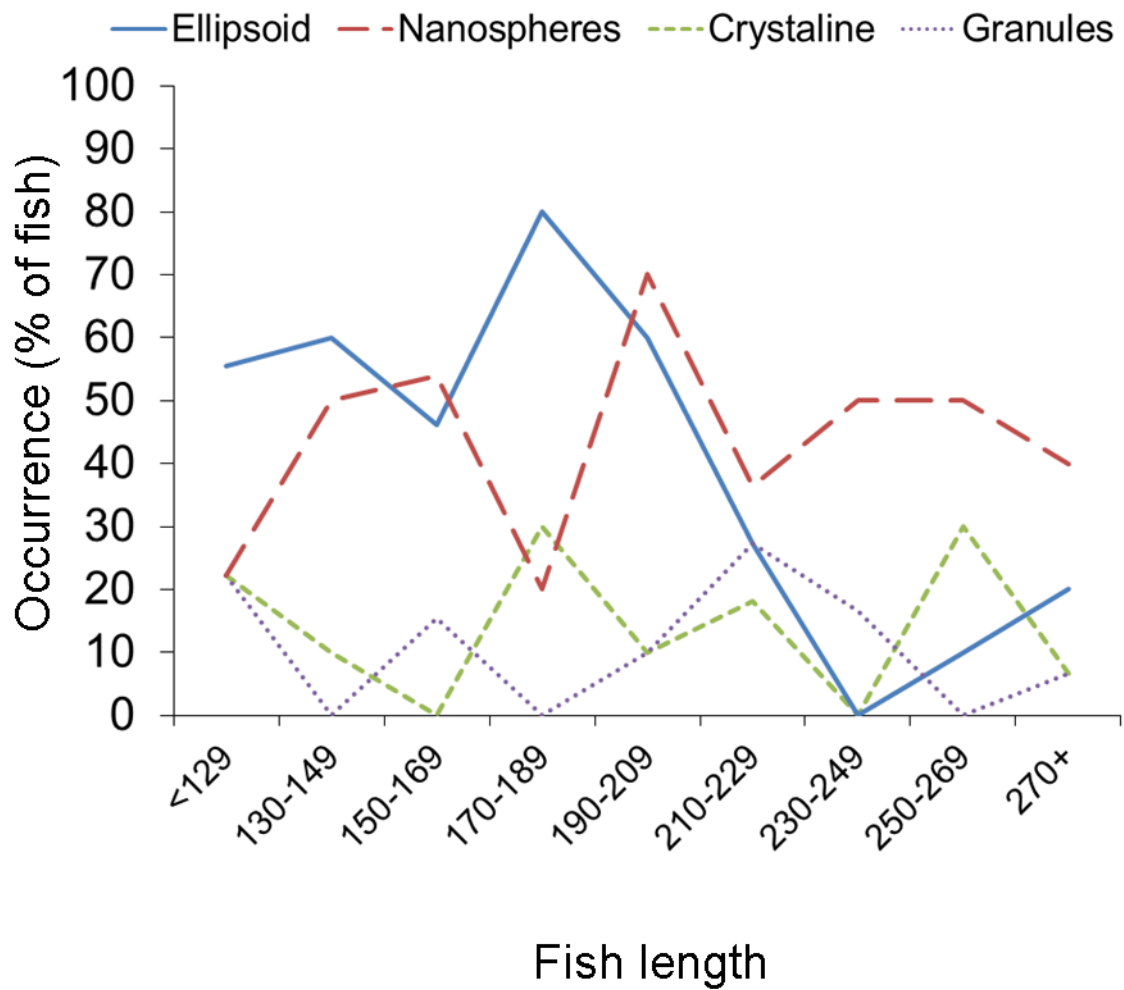 Ellipsoid Nanospheres Crystaline Granules
Occurrence (% of fish)
100
90
80
70
60
50
40
30
20
10
0
<129 130-149 150-169 170-189 190-209 210-229 230-249 250-269 270+
Fish length